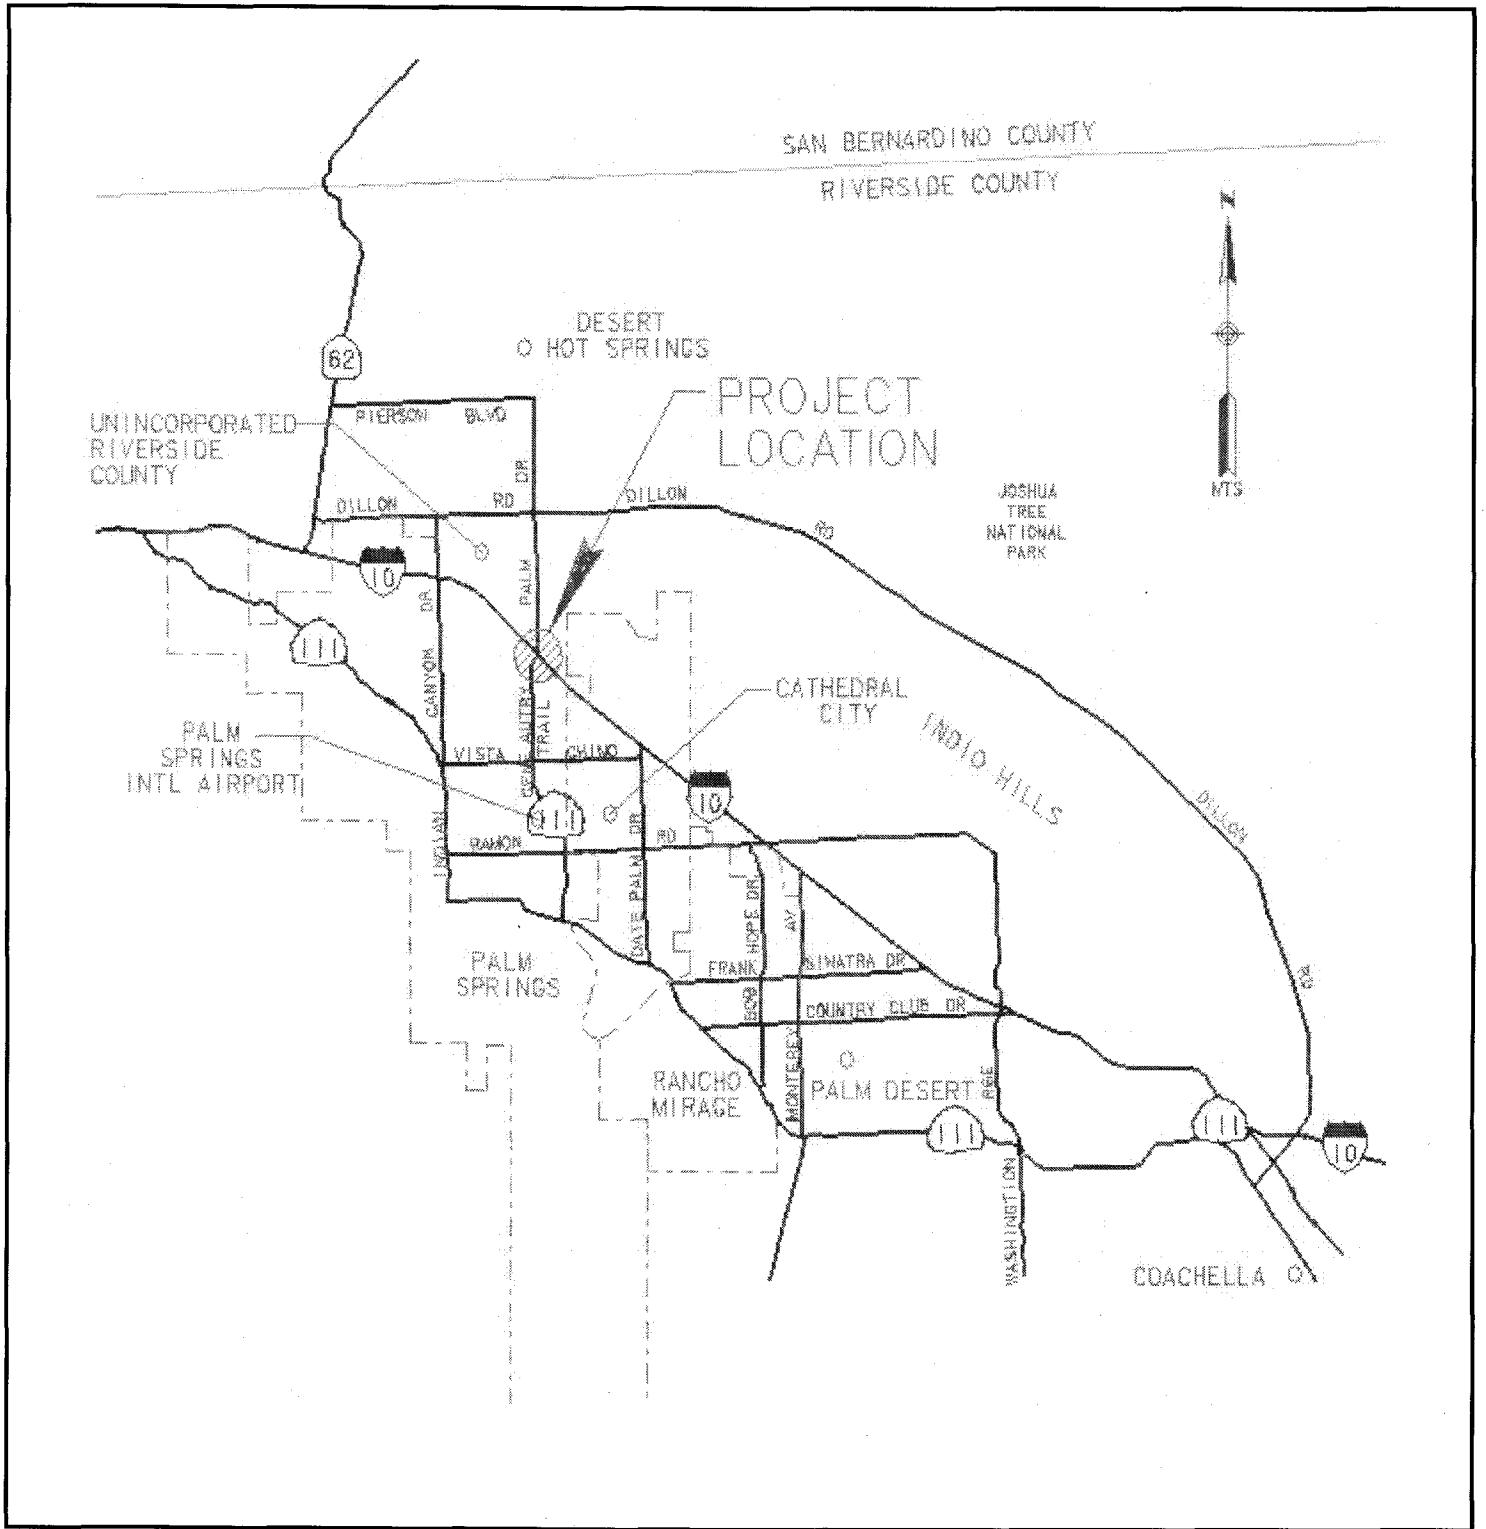 SAN BERNARDINO COUNTY
RIVERSIDE COUNTY
N
NTS
DESERT
HOT SPRINGS
62
PROJECT
LOCATION
PIERSON BLVD
UNINCORPORATED
RIVERSIDE
COUNTY
DR
DILLON RD
DILLON
RD
JOSHUA
TREE
NATIONAL
PARK
10
PALM
DR
111
CANYON
GENE AUTRY
TRAIL
CATHEDRAL
CITY
INDIO HILLS
PALM
SPRINGS
INTL AIRPORT
VISTA CHINO
10
DILLON
111
INDIAN
RAMON RD
DATE PALM DR
BOB HOPE DR
MONTEREY AV
PALM
SPRINGS
FRANK SINATRA DR
RD
COUNTRY CLUB DR
RANCHO
MIRAGE
PALM DESERT
111
111
10
WASHINGTON
COACHELLA